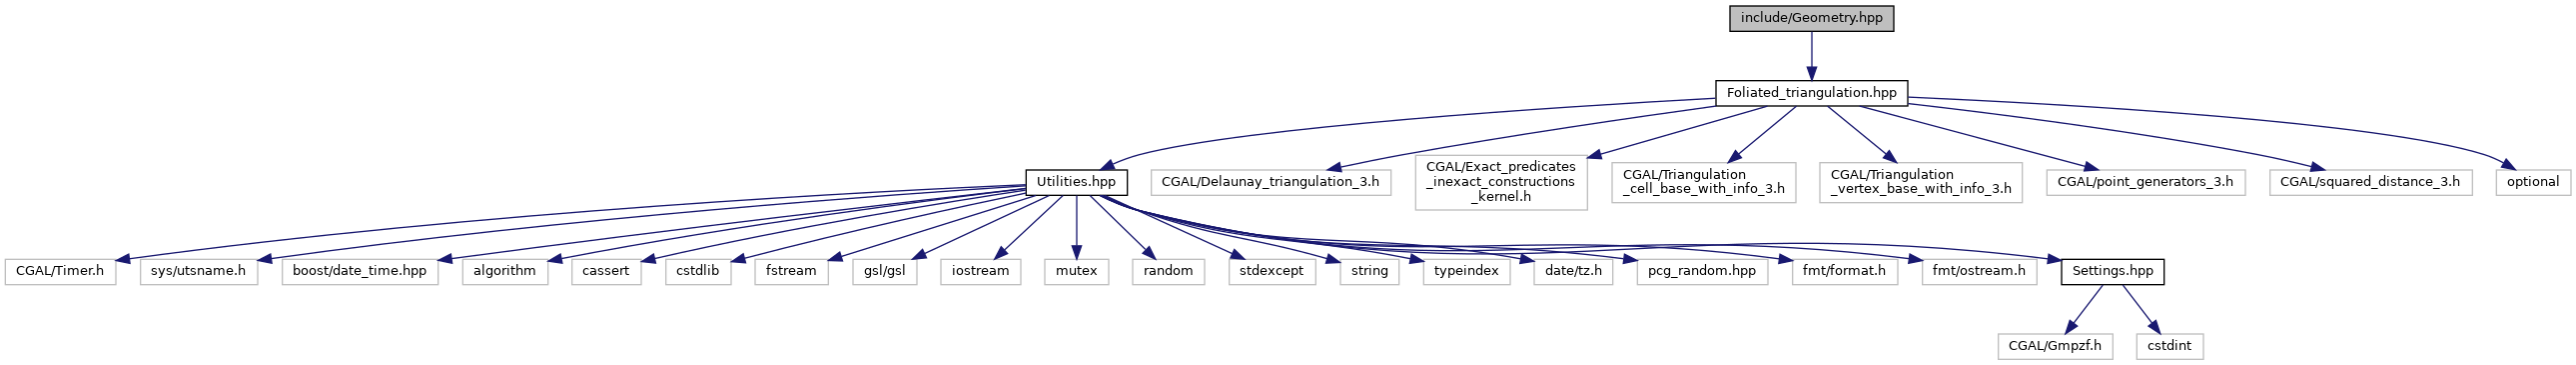 include/Geometry.hpp
Foliated_triangulation.hpp
Utilities.hpp
CGAL/Delaunay_triangulation_3.h
CGAL/Exact_predicates
_inexact_constructions
_kernel.h
CGAL/Triangulation
_cell_base_with_info_3.h
CGAL/Triangulation
_vertex_base_with_info_3.h
CGAL/point_generators_3.h
CGAL/squared_distance_3.h
optional
CGAL/Timer.h
sys/utsname.h
boost/date_time.hpp
algorithm
cassert
cstdlib
fstream
gsl/gsl
iostream
mutex
random
stdexcept
string
typeindex
date/tz.h
pcg_random.hpp
fmt/format.h
fmt/ostream.h
Settings.hpp
CGAL/Gmpzf.h
cstdint